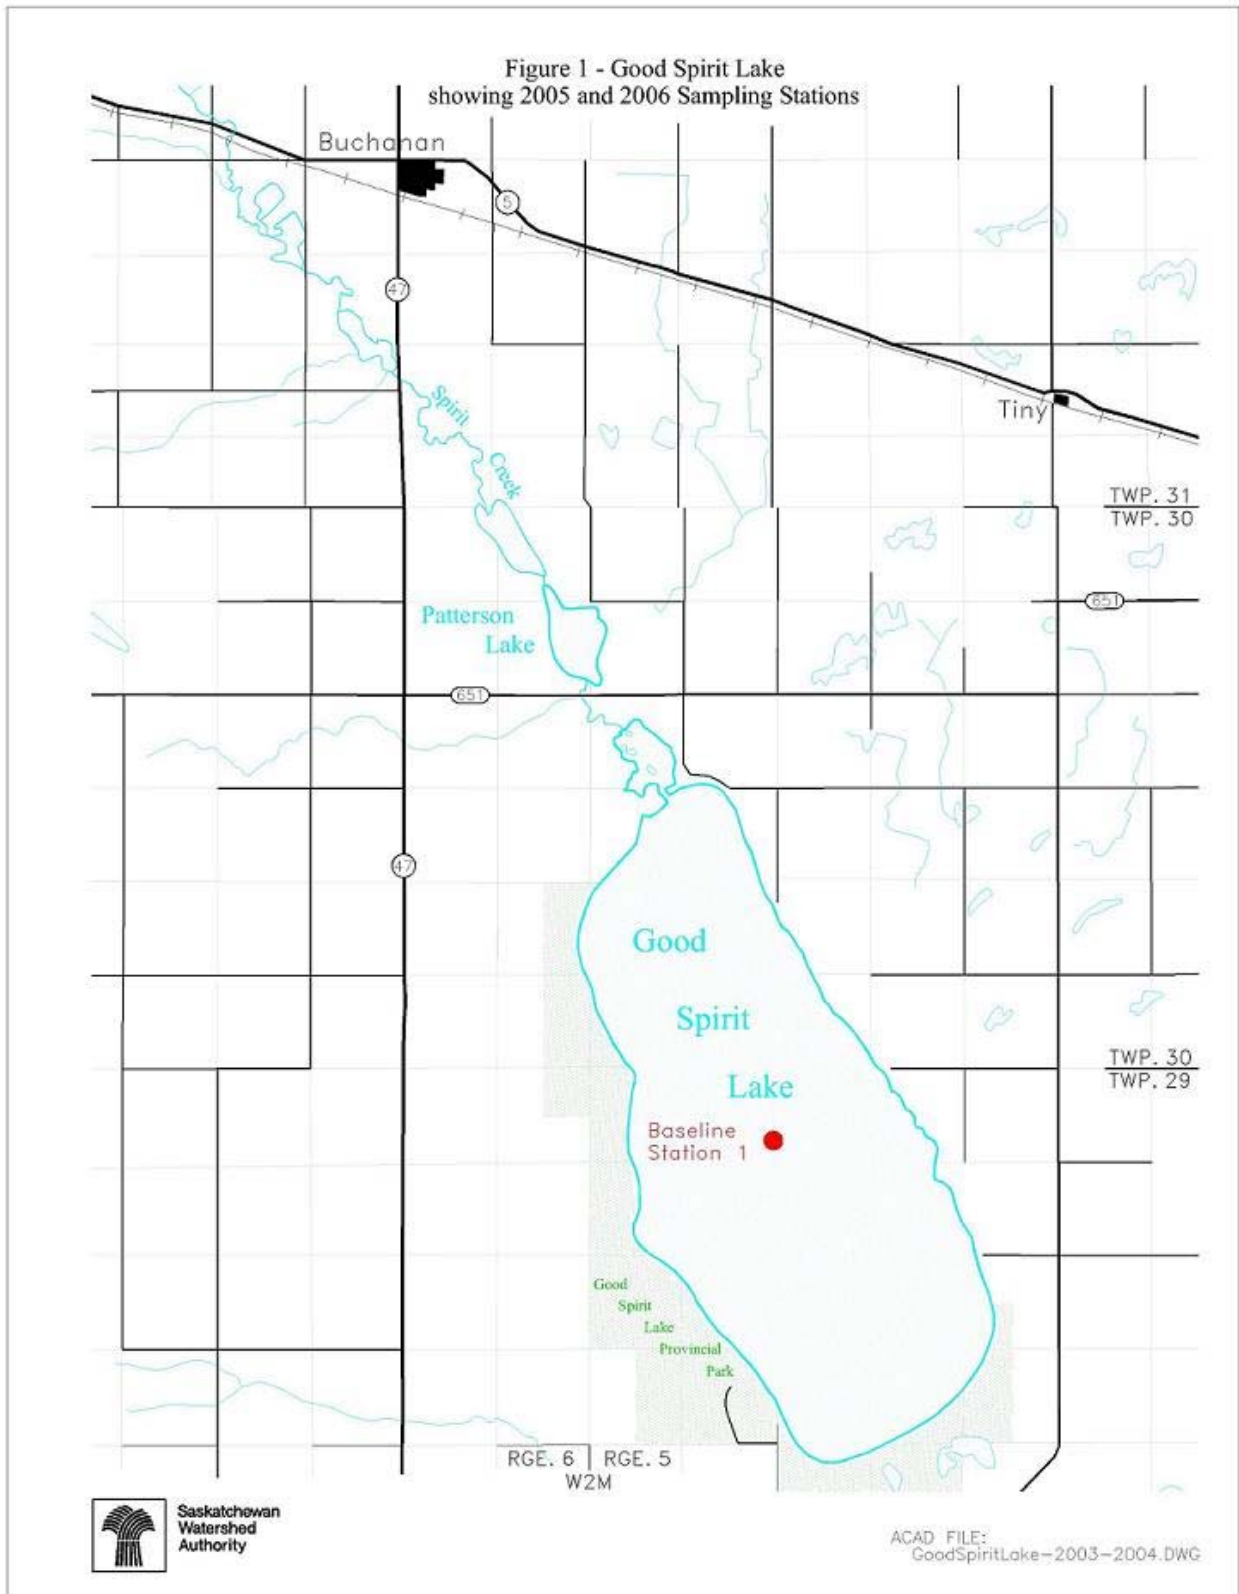 Figure 1 - Good Spirit Lake
showing 2005 and 2006 Sampling Stations
Buchanan
5
47
Spirit
Creek
Tiny
TWP. 31
TWP. 30
651
Patterson
Lake
651
47
Good
Spirit
Lake
TWP. 30
TWP. 29
Baseline
Station 1
Good
Spirit
Lake
Provincial
Park
RGE. 6 | RGE. 5
W2M
Saskatchewan
Watershed
Authority
ACAD FILE:
GoodSpiritLake-2003-2004.DWG